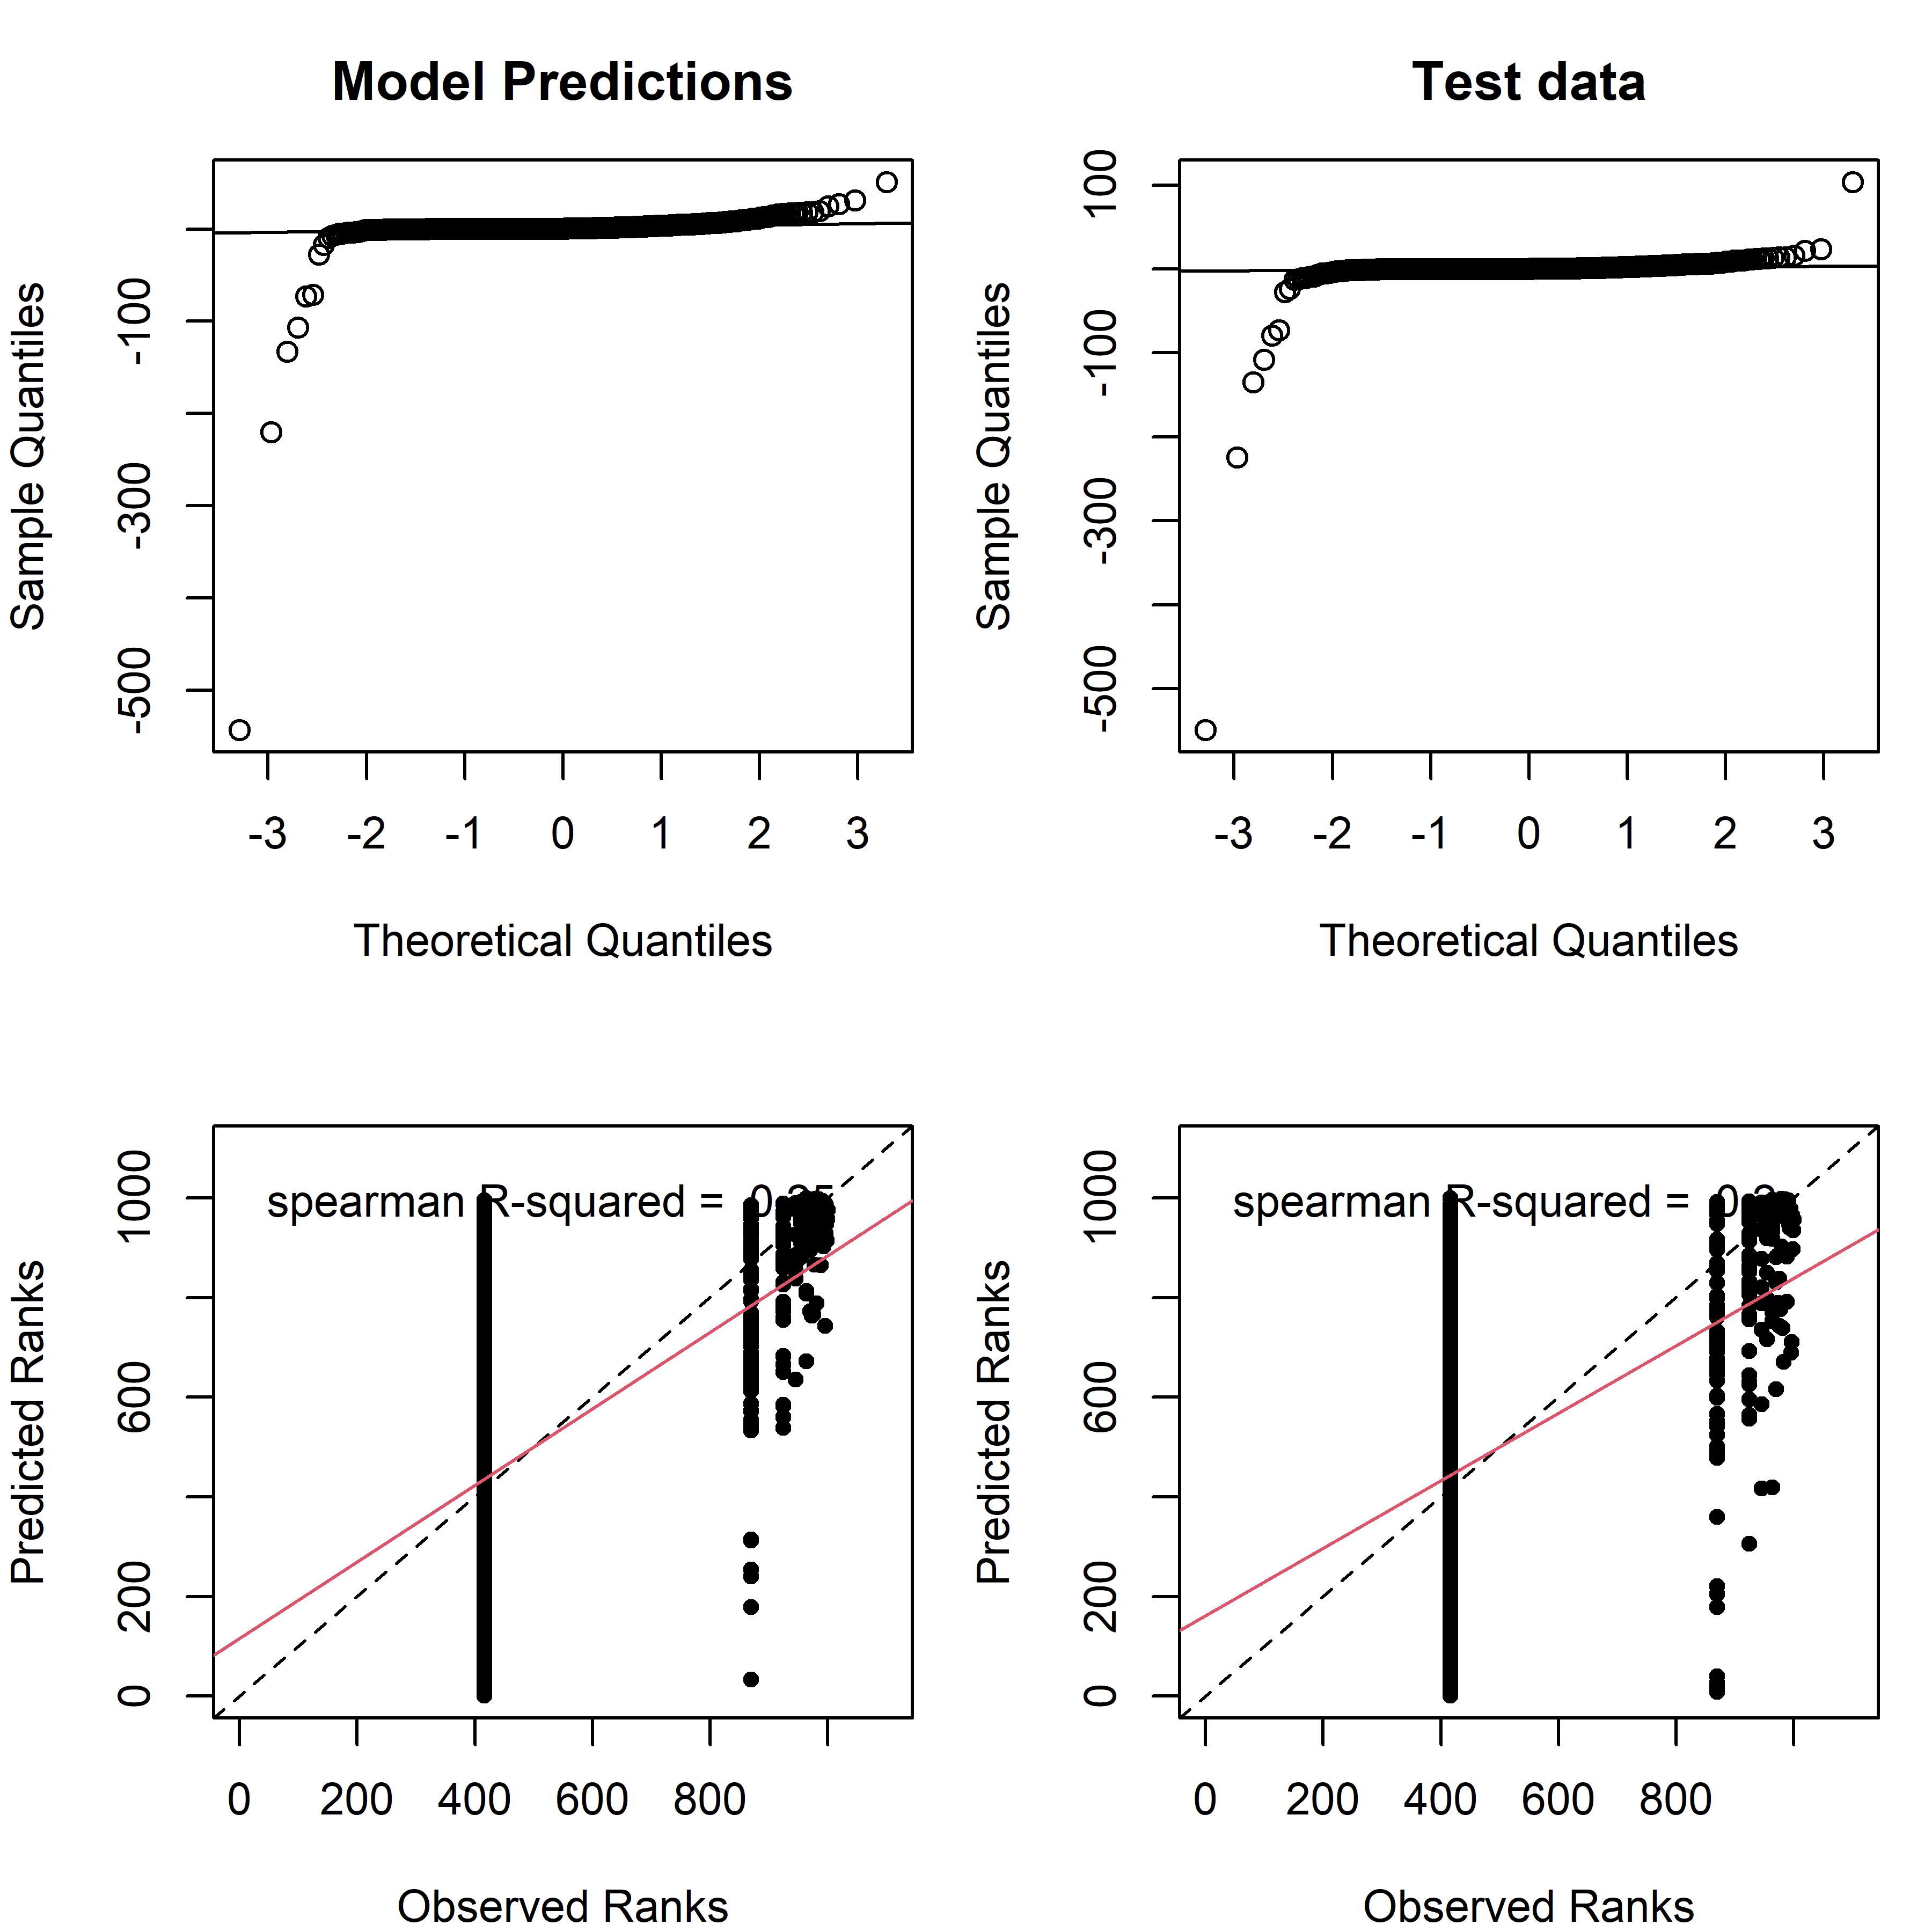 Model Predictions
Sample Quantiles
-100
-300
-500
-3 -2 -1 0 1 2 3
Theoretical Quantiles
Test data
Sample Quantiles
100
-100
-300
-500
-3 -2 -1 0 1 2 3
Theoretical Quantiles
spearman R-squared =
Predicted Ranks
1000
600
200
0
0 200 400 600 800
Observed Ranks
spearman R-squared =
Predicted Ranks
1000
600
200
0
0 200 400 600 800
Observed Ranks